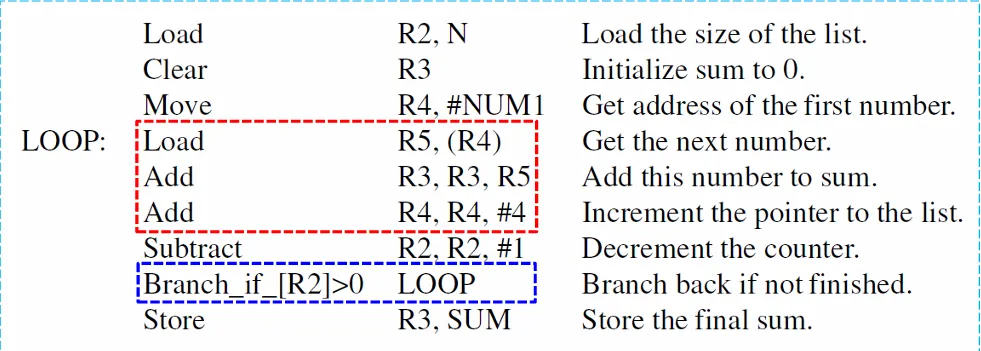 Load R2, N Load the size of the list.
Clear R3 Initialize sum to 0.
Move R4, #NUM1 Get address of the first number.
LOOP: Load R5, (R4) Get the next number.
Add R3, R3, R5 Add this number to sum.
Add R4, R4, #4 Increment the pointer to the list.
Subtract R2, R2, #1 Decrement the counter.
Branch_if_[R2]>0 LOOP Branch back if not finished.
Store R3, SUM Store the final sum.